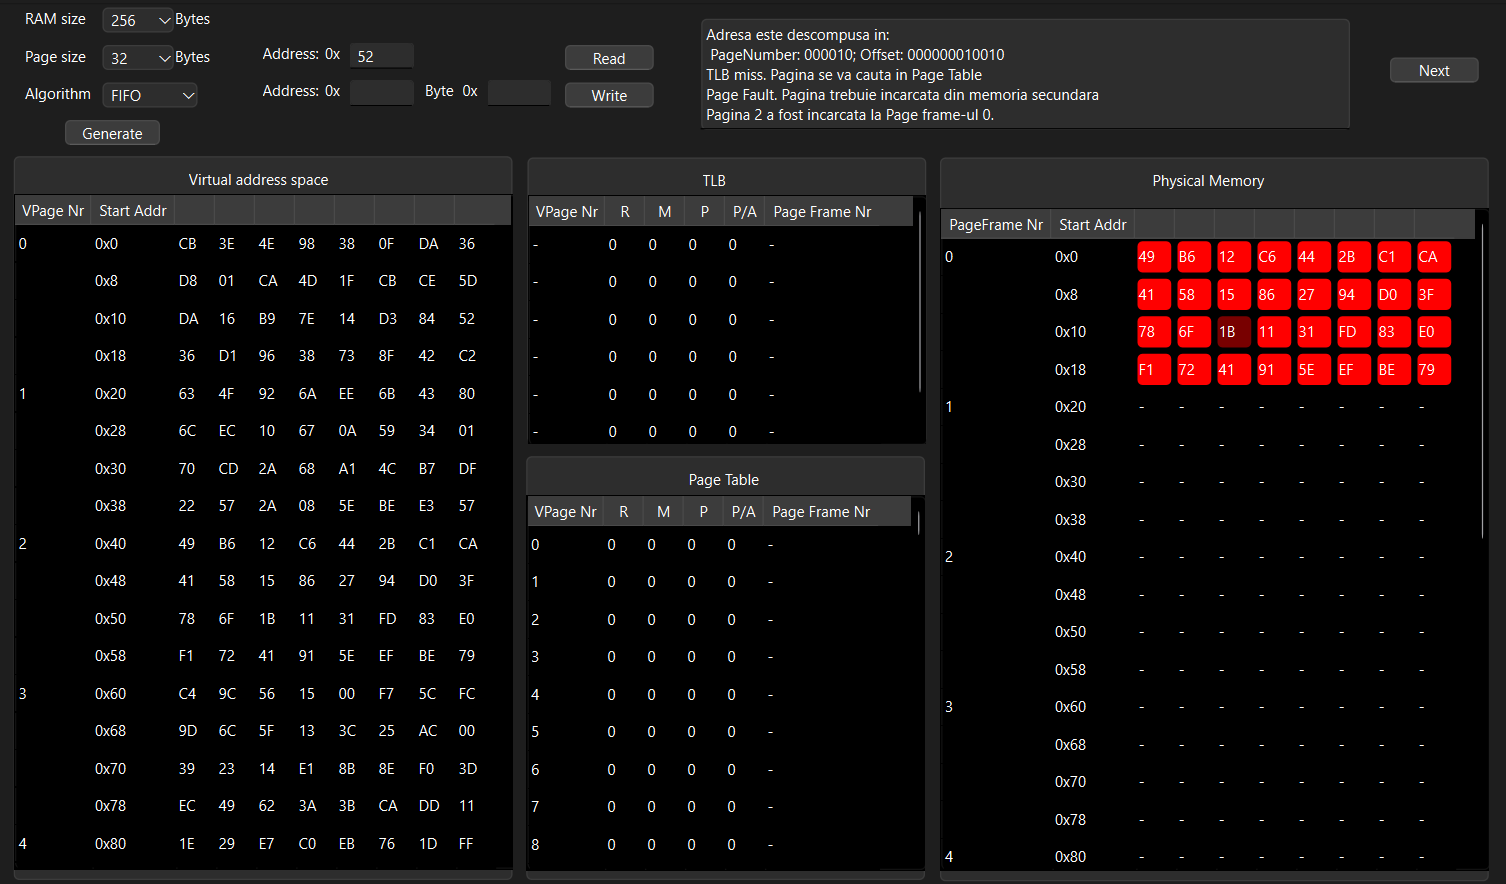 RAM size 256 Bytes
Page size 32 Bytes Address: 0x 52 Read
Algorithm FIFO Address: 0x Byte 0x Write
Generate
Adresa este descompusa in:
PageNumber: 000010; Offset: 000000010010
TLB miss. Pagina se va cauta in Page Table
Page Fault. Pagina trebuie incarcata din memoria secundara
Pagina 2 a fost incarcata la Page frame-ul 0.
Next
Virtual address space
VPage Nr Start Addr
0 0x0 CB 3E 4E 98 38 0F DA 36
0x8 D8 01 CA 4D 1F CB CE 5D
0x10 DA 16 B9 7E 14 D3 84 52
0x18 36 D1 96 38 73 8F 42 C2
1 0x20 63 4F 92 6A EE 6B 43 80
0x28 6C EC 10 67 0A 59 34 01
0x30 70 CD 2A 68 A1 4C B7 DF
0x38 22 57 2A 08 5E BE E3 57
2 0x40 49 B6 12 C6 44 2B C1 CA
0x48 41 58 15 86 27 94 D0 3F
0x50 78 6F 1B 11 31 FD 83 E0
0x58 F1 72 41 91 5E EF BE 79
3 0x60 C4 9C 56 15 00 F7 5C FC
0x68 9D 6C 5F 13 3C 25 AC 00
0x70 39 23 14 E1 8B 8E F0 3D
0x78 EC 49 62 3A 3B CA DD 11
4 0x80 1E 29 E7 C0 EB 76 1D FF
TLB
VPage Nr R M P P/A Page Frame Nr
- 0 0 0 0 -
- 0 0 0 0 -
- 0 0 0 0 -
- 0 0 0 0 -
- 0 0 0 0 -
- 0 0 0 0 -
Page Table
VPage Nr R M P P/A Page Frame Nr
0 0 0 0 0 -
1 0 0 0 0 -
2 0 0 0 0 -
3 0 0 0 0 -
4 0 0 0 0 -
5 0 0 0 0 -
6 0 0 0 0 -
7 0 0 0 0 -
8 0 0 0 0 -
Physical Memory
PageFrame Nr Start Addr
0 0x0 49 B6 12 C6 44 2B C1 CA
0x8 41 58 15 86 27 94 D0 3F
0x10 78 6F 1B 11 31 FD 83 E0
0x18 F1 72 41 91 5E EF BE 79
1 0x20 - - - - - - - -
0x28 - - - - - - - -
0x30 - - - - - - - -
0x38 - - - - - - - -
2 0x40 - - - - - - - -
0x48 - - - - - - - -
0x50 - - - - - - - -
0x58 - - - - - - - -
3 0x60 - - - - - - - -
0x68 - - - - - - - -
0x70 - - - - - - - -
0x78 - - - - - - - -
4 0x80 - - - - - - - -